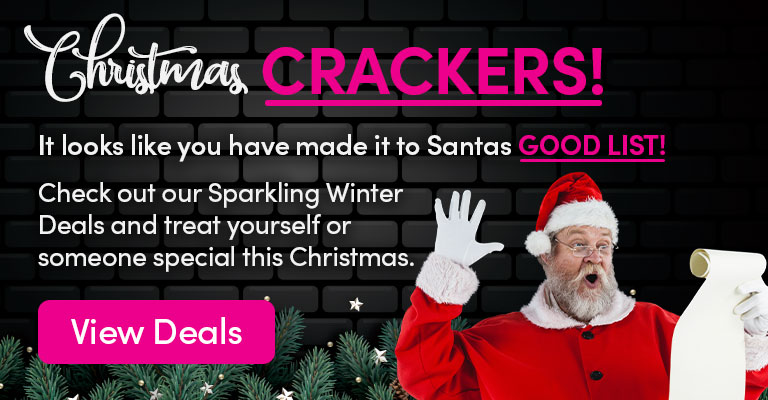 Christmas CRACKERS!
It looks like you have made it to Santas GOOD LIST!
Check out our Sparkling Winter
Deals and treat yourself or
someone special this Christmas.
View Deals